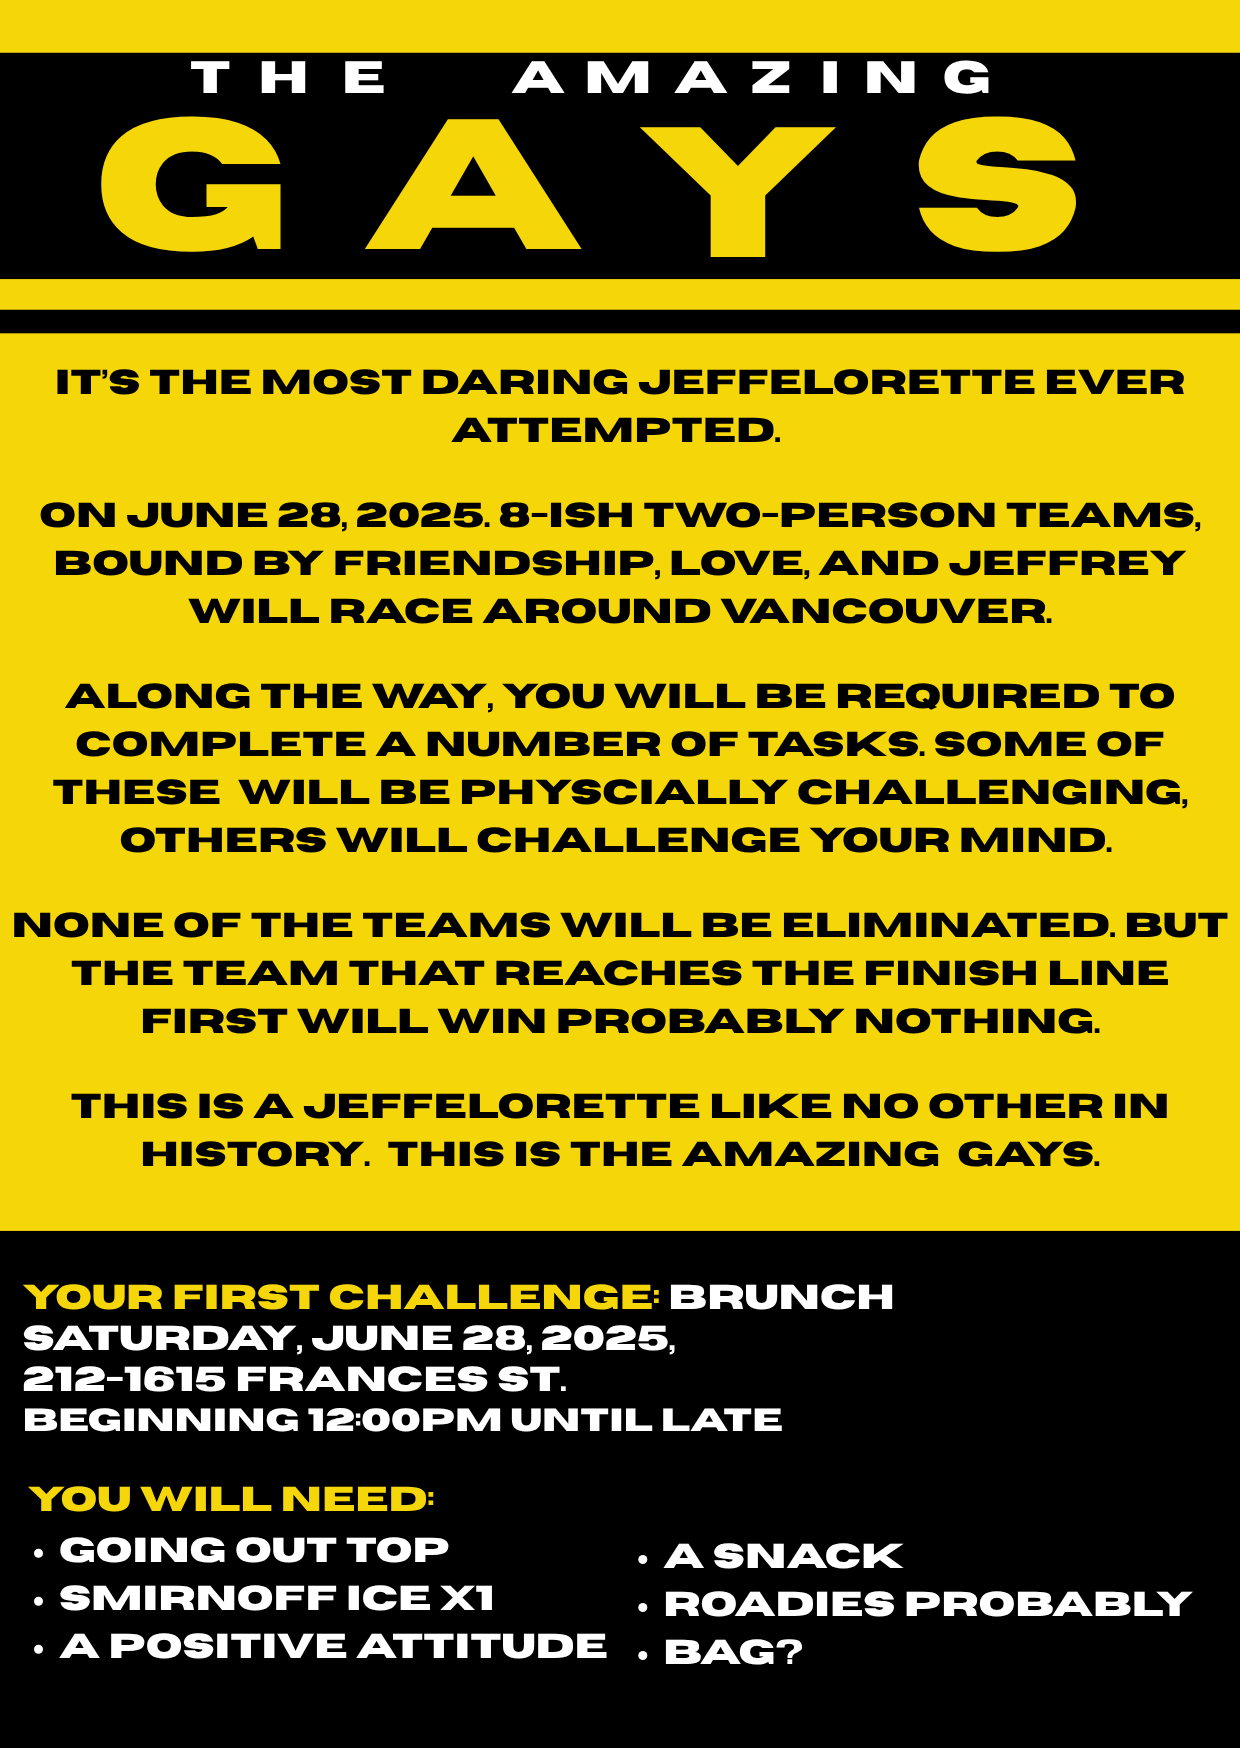 THE AMAZING
GAYS
IT'S THE MOST DARING JEFFELORETTE EVER
ATTEMPTED.
ON JUNE 28, 2025. 8-ISH TWO-PERSON TEAMS,
BOUND BY FRIENDSHIP, LOVE, AND JEFFREY
WILL RACE AROUND VANCOUVER.
ALONG THE WAY, YOU WILL BE REQUIRED TO
COMPLETE A NUMBER OF TASKS. SOME OF
THESE WILL BE PHYSCIALLY CHALLENGING,
OTHERS WILL CHALLENGE YOUR MIND.
NONE OF THE TEAMS WILL BE ELIMINATED. BUT
THE TEAM THAT REACHES THE FINISH LINE
FIRST WILL WIN PROBABLY NOTHING.
THIS IS A JEFFELORETTE LIKE NO OTHER IN
HISTORY. THIS IS THE AMAZING GAYS.
YOUR FIRST CHALLENGE: BRUNCH
SATURDAY, JUNE 28, 2025,
212-1615 FRANCES ST.
BEGINNING 12:00PM UNTIL LATE
YOU WILL NEED:
• GOING OUT TOP
• SMIRNOFF ICE X1
• A POSITIVE ATTITUDE
• A SNACK
• ROADIES PROBABLY
• BAG?